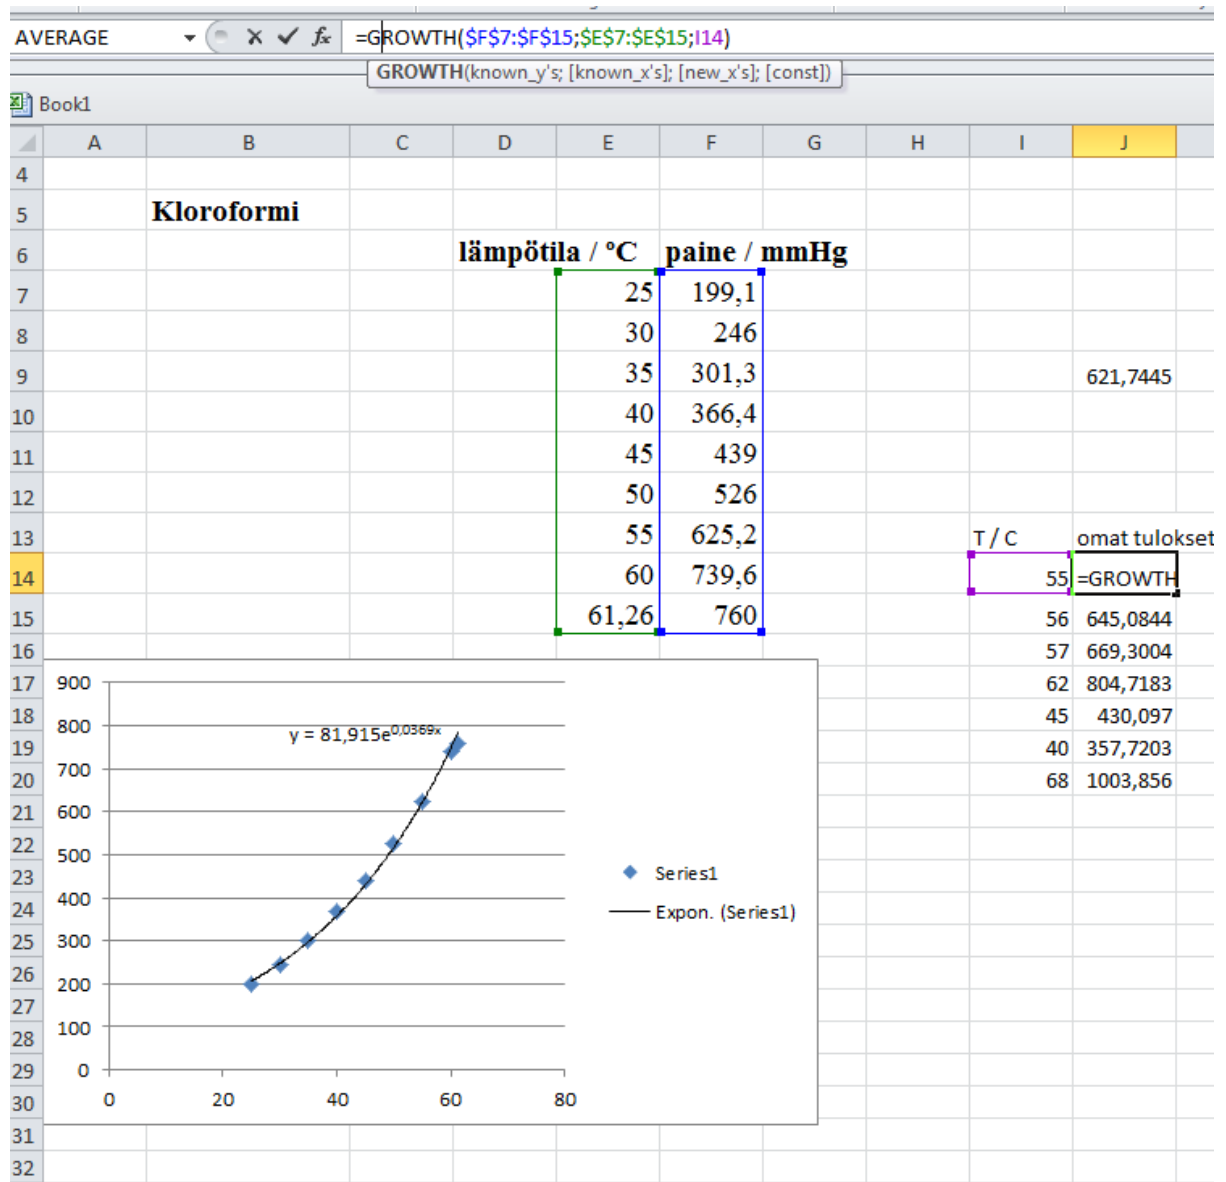 AVERAGE fx =GROWTH($F$7:$F$15;$E$7:$E$15;I14)
GROWTH(known_y's; [known_x's]; [new_x's]; [const])
Book1
A B C D E F G H I J
4
5 Kloroformi
6 lämpötila / °C paine / mmHg
7 25 199,1
8 30 246
9 35 301,3 621,7445
10 40 366,4
11 45 439
12 50 526
13 55 625,2 T / C omat tulokset
14 60 739,6 55 =GROWTH
15 61,26 760 56 645,0844
16 57 669,3004
17 62 804,7183
18 45 430,097
19 40 357,7203
20 68 1003,856
21
22
23
24
25
26
27
28
29
30
31
32
900
800
700
600
500
400
300
200
100
0
0 20 40 60 80
y = 81,915e0,0369x
Series1
Expon. (Series1)